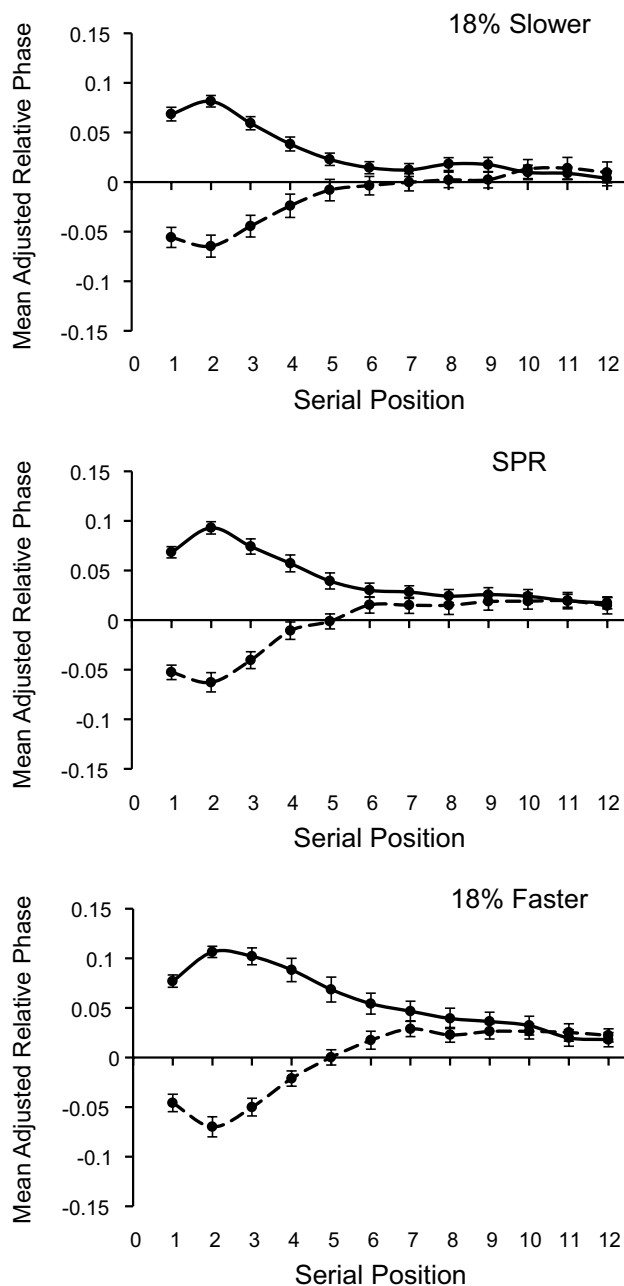 18% Slower
Mean Adjusted Relative Phase
0.15
0.1
0.05
0
-0.05
-0.1
-0.15
0 1 2 3 4 5 6 7 8 9 10 11 12
Serial Position
SPR
Mean Adjusted Relative Phase
0.15
0.1
0.05
0
-0.05
-0.1
-0.15
0 1 2 3 4 5 6 7 8 9 10 11 12
Serial Position
18% Faster
Mean Adjusted Relative Phase
0.15
0.1
0.05
0
-0.05
-0.1
-0.15
0 1 2 3 4 5 6 7 8 9 10 11 12
Serial Position